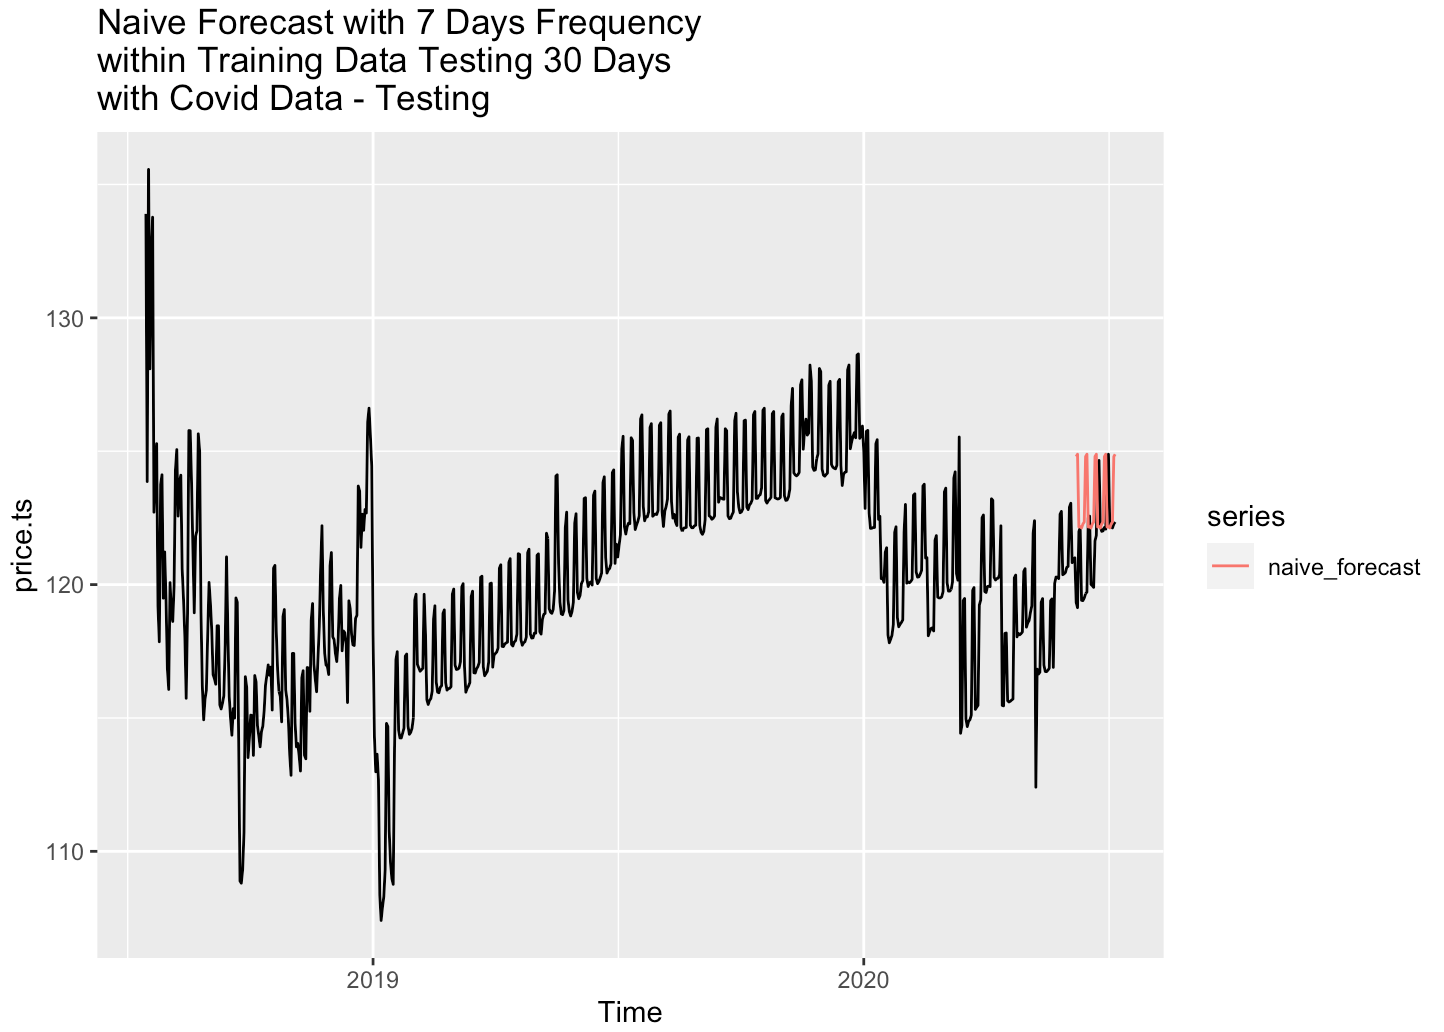 Naive Forecast with 7 Days Frequency
within Training Data Testing 30 Days
with Covid Data - Testing
price.ts
130
120
110
2019
2020
Time
series
naive_forecast